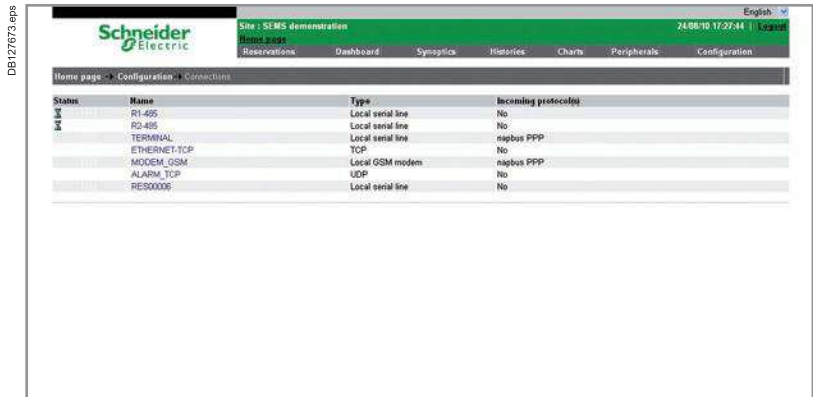 DB127673.eps
English
Schneider Electric
Site : SEMS demonstration
24/08/10 17:27:44 | Logout
Home page
Reservations Dashboard Synoptics Histories Charts Peripherals Configuration
Home page Configuration Connections
Status Name Type Incoming protocol(s)
R1-485 Local serial line No
R2-485 Local serial line No
TERMINAL Local serial line napbus PPP
ETHERNET-TCP TCP No
MODEM_GSM Local GSM modem napbus PPP
ALARM_TCP UDP No
RES00006 Local serial line No